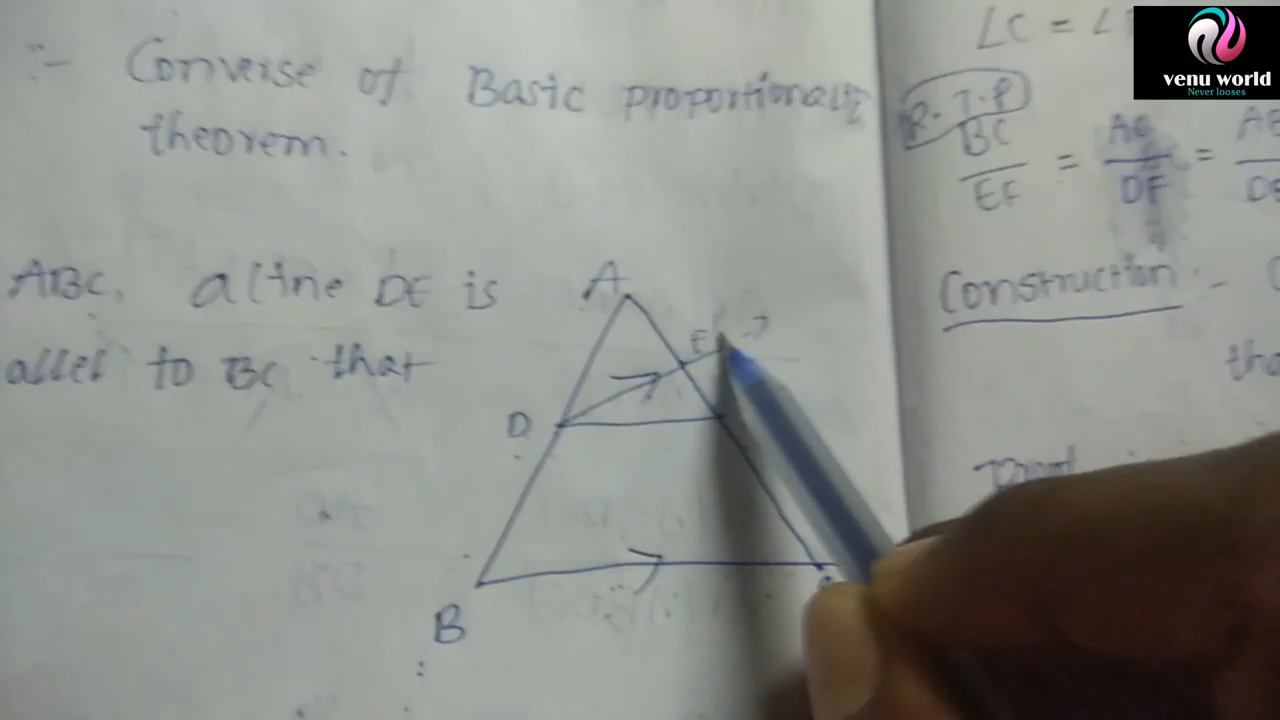 :- Converse of Basic proportionality
theorem.
ABC, a line DE is
allel to BC that
A
E
D
B
∠C = ∠
R.T.P
BC/EF = AC/DF = 
Construction :-
tha
venu world
Never looses